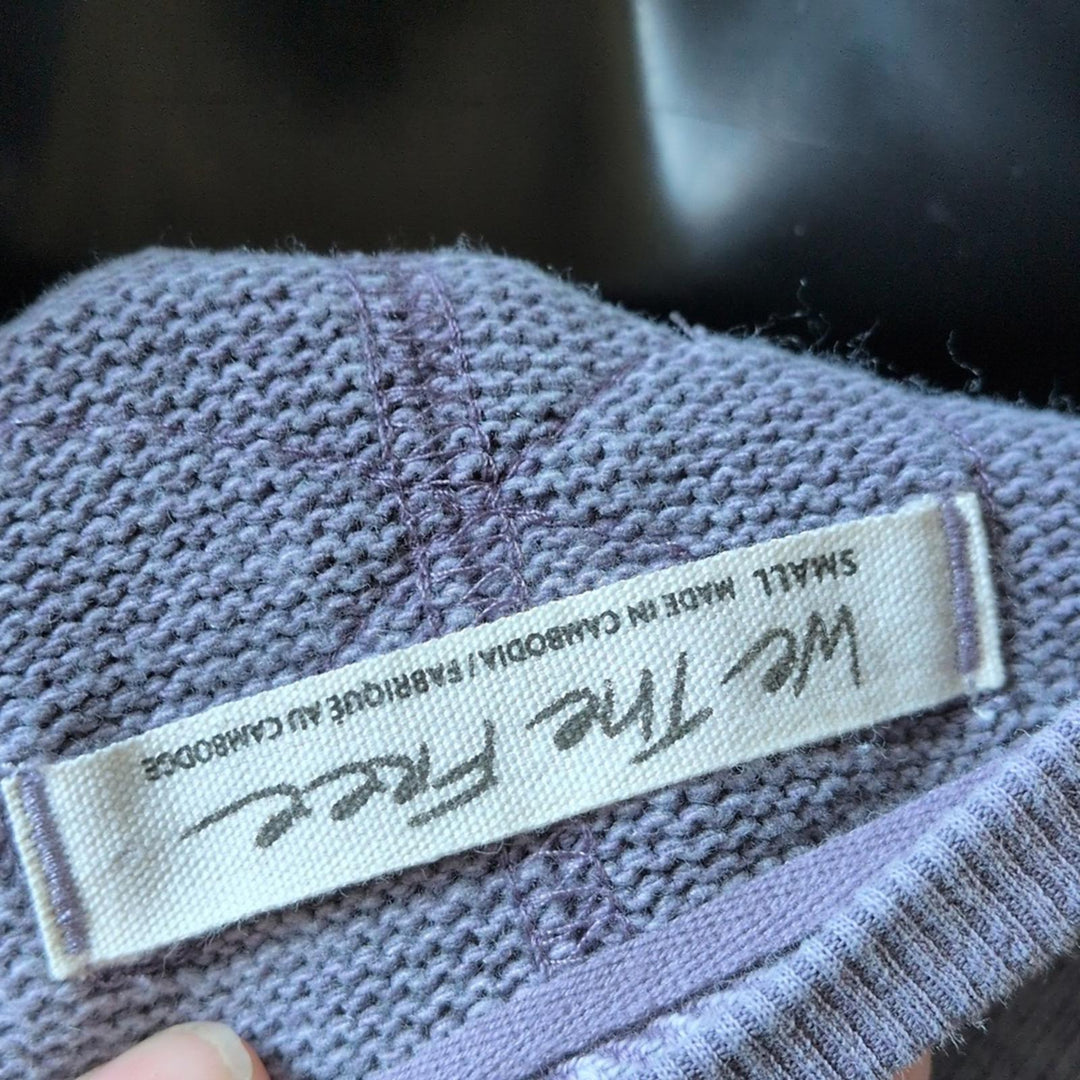 We The Free
SMALL MADE IN CAMBODIA / FABRIQUÉ AU CAMBODGE